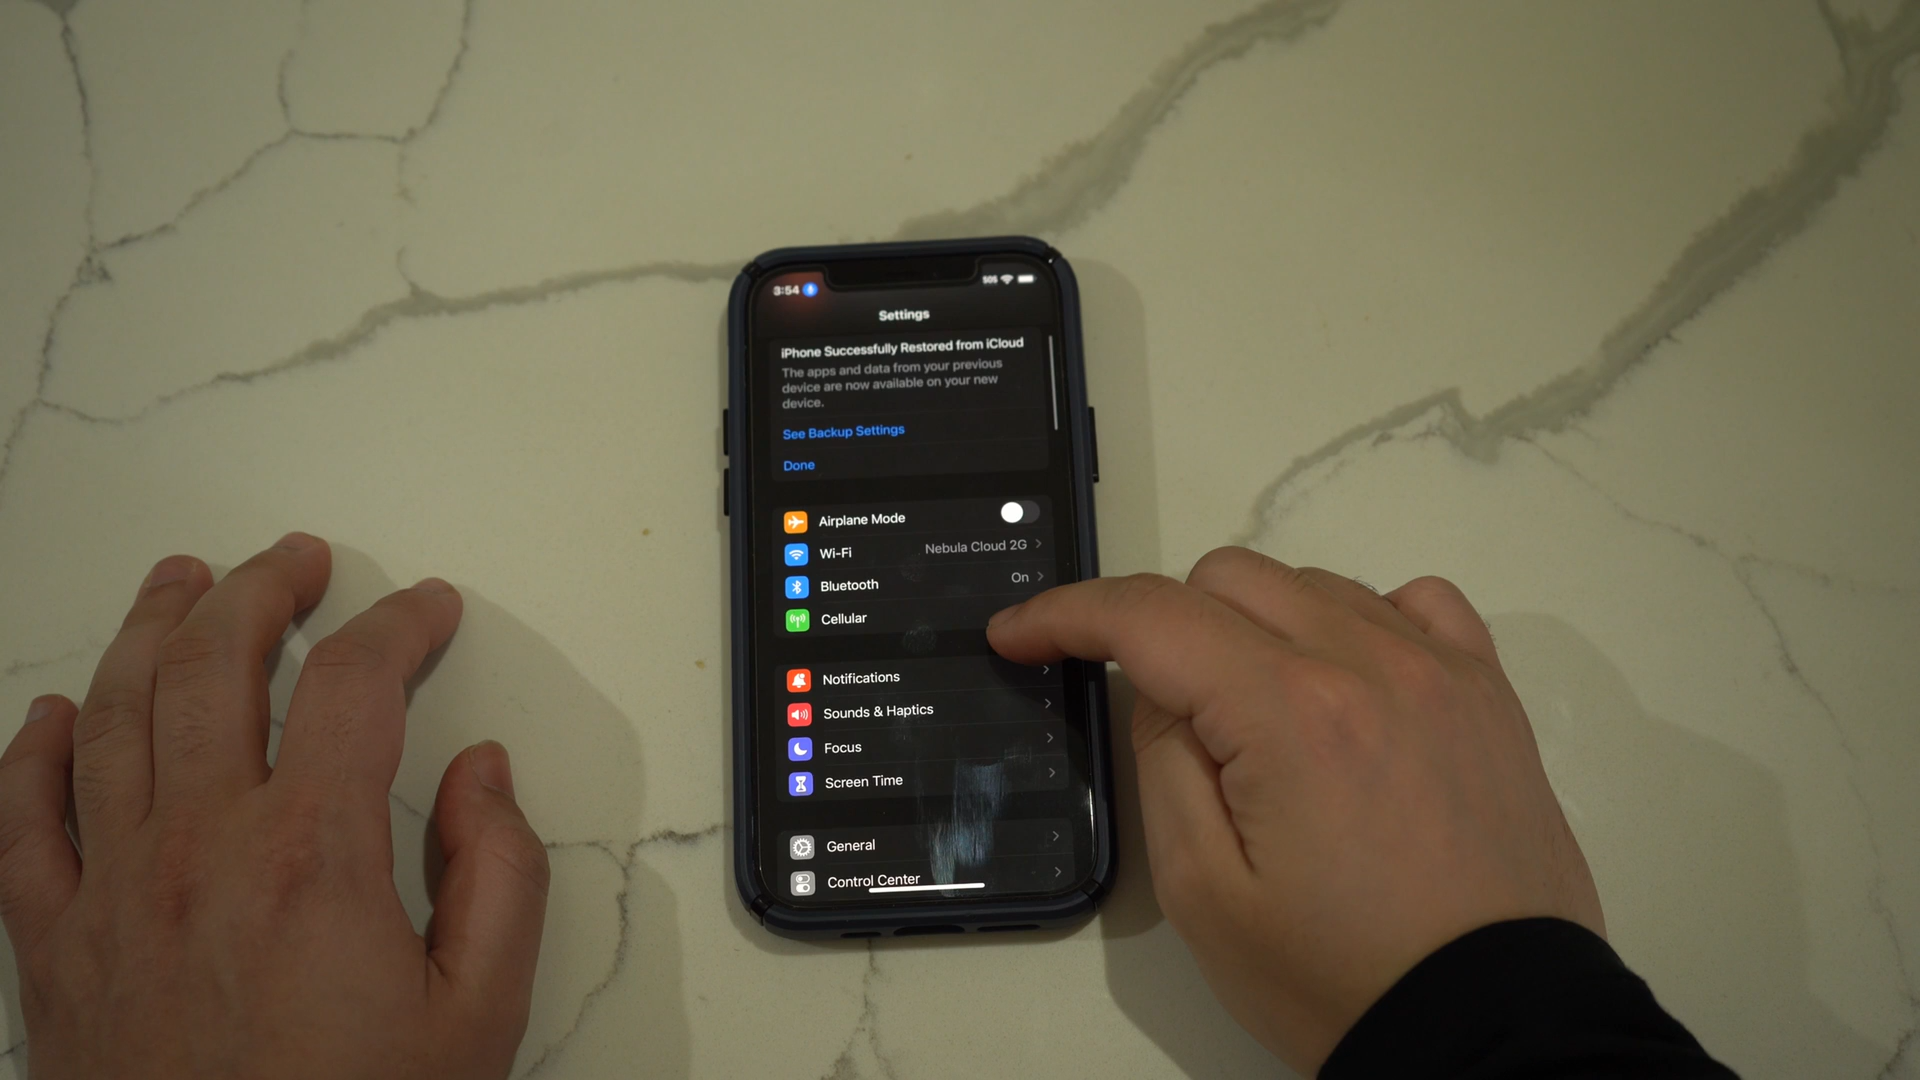 3:54
SOS
Settings
iPhone Successfully Restored from iCloud
The apps and data from your previous
device are now available on your new
device.
See Backup Settings
Done
Airplane Mode
Wi-Fi Nebula Cloud 2G
Bluetooth On
Cellular
Notifications
Sounds & Haptics
Focus
Screen Time
General
Control Center